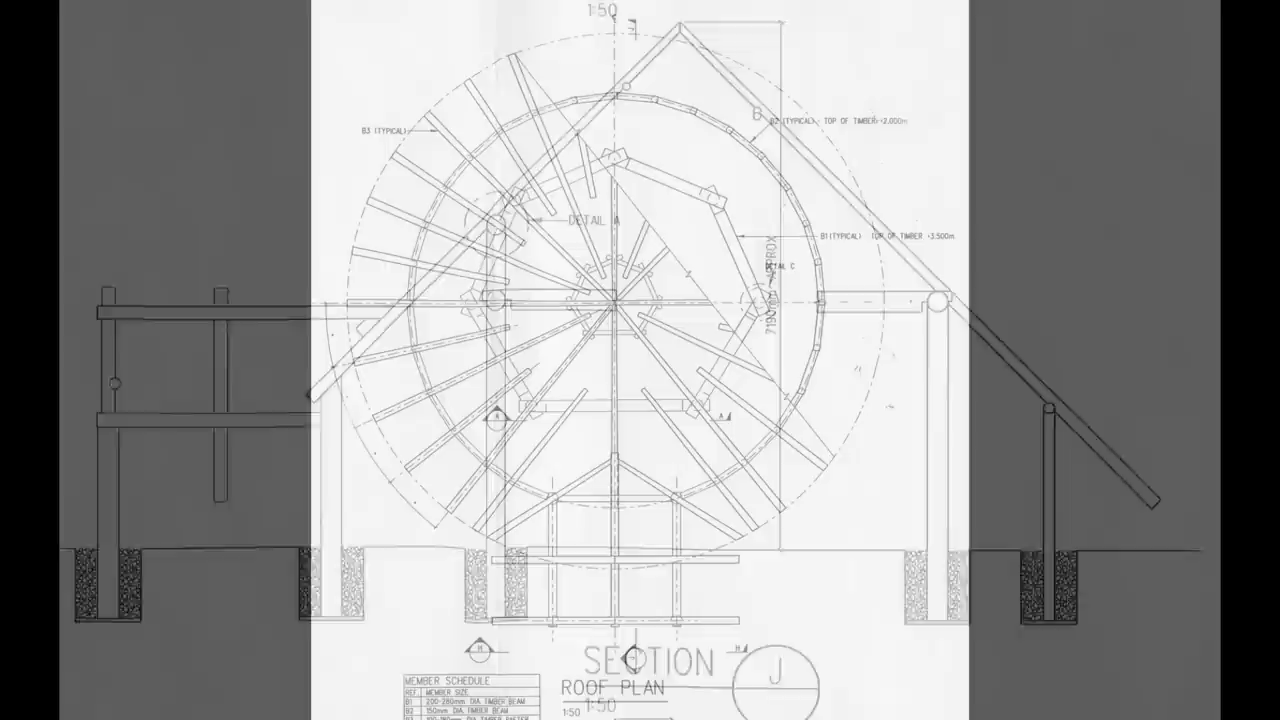 1:50
B3 (TYPICAL)
B
B2 (TYPICAL) - TOP OF TIMBER +2.000m
DETAIL A
B1 (TYPICAL) TOP OF TIMBER +3.500m
DETAIL C
7190mm APPROX
A
H
H
SECTION
J
ROOF PLAN
1:50
1:50
MEMBER SCHEDULE
REF. MEMBER SIZE
B1 200-280mm DIA. TIMBER BEAM
B2 150mm DIA. TIMBER BEAM